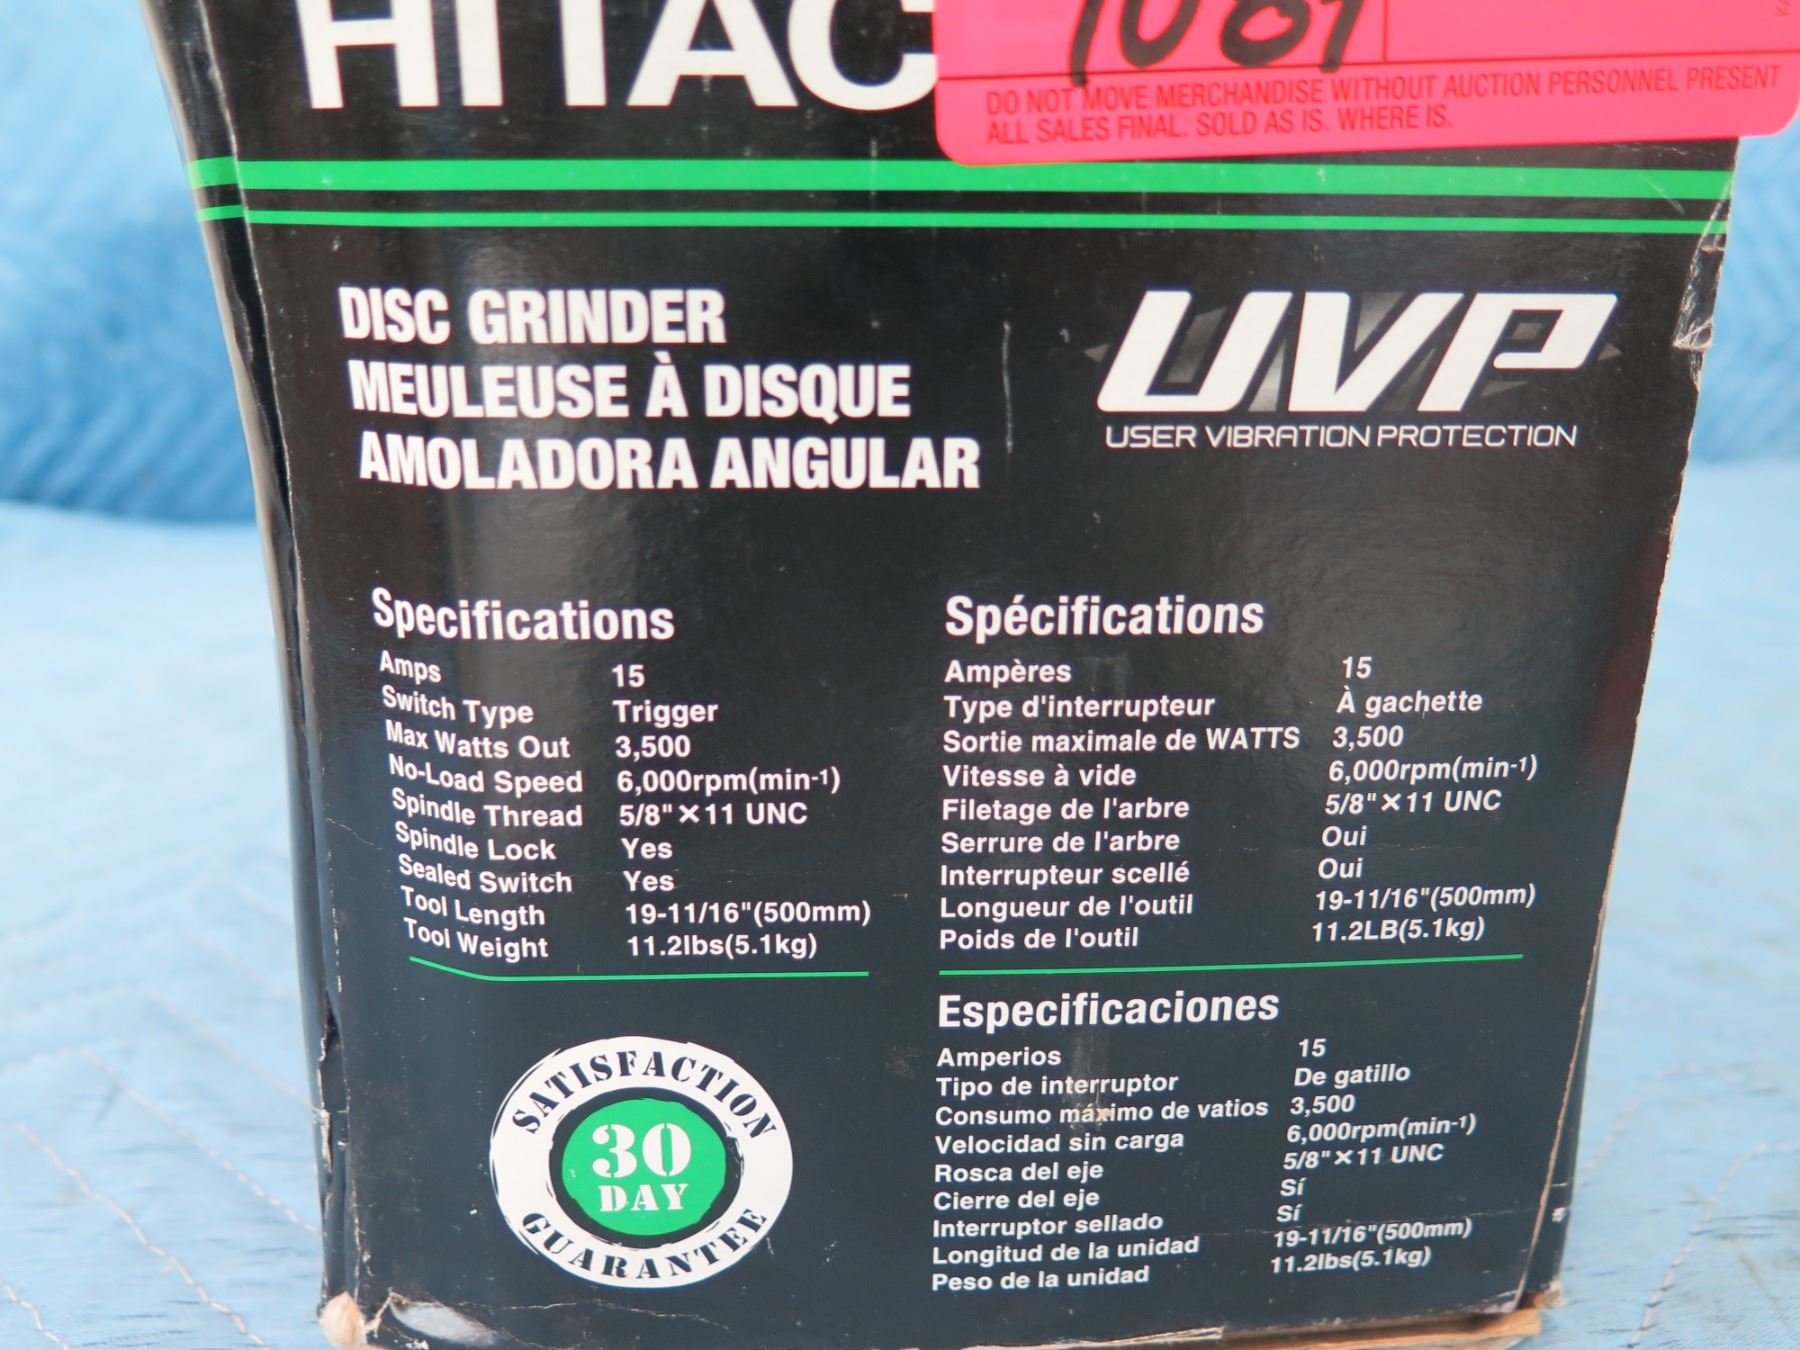 HITAC
1089
DO NOT MOVE MERCHANDISE WITHOUT AUCTION PERSONNEL PRESENT
ALL SALES FINAL. SOLD AS IS. WHERE IS.
DISC GRINDER
MEULEUSE À DISQUE
AMOLADORA ANGULAR
UVP
USER VIBRATION PROTECTION
Specifications
Amps 15
Switch Type Trigger
Max Watts Out 3,500
No-Load Speed 6,000rpm(min-1)
Spindle Thread 5/8"×11 UNC
Spindle Lock Yes
Sealed Switch Yes
Tool Length 19-11/16"(500mm)
Tool Weight 11.2lbs(5.1kg)
SATISFACTION
30
DAY
GUARANTEE
Spécifications
Ampères 15
Type d'interrupteur À gachette
Sortie maximale de WATTS 3,500
Vitesse à vide 6,000rpm(min-1)
Filetage de l'arbre 5/8"×11 UNC
Serrure de l'arbre Oui
Interrupteur scellé Oui
Longueur de l'outil 19-11/16"(500mm)
Poids de l'outil 11.2LB(5.1kg)
Especificaciones
Amperios 15
Tipo de interruptor De gatillo
Consumo máximo de vatios 3,500
Velocidad sin carga 6,000rpm(min-1)
Rosca del eje 5/8"×11 UNC
Cierre del eje Sí
Interruptor sellado Sí
Longitud de la unidad 19-11/16"(500mm)
Peso de la unidad 11.2lbs(5.1kg)